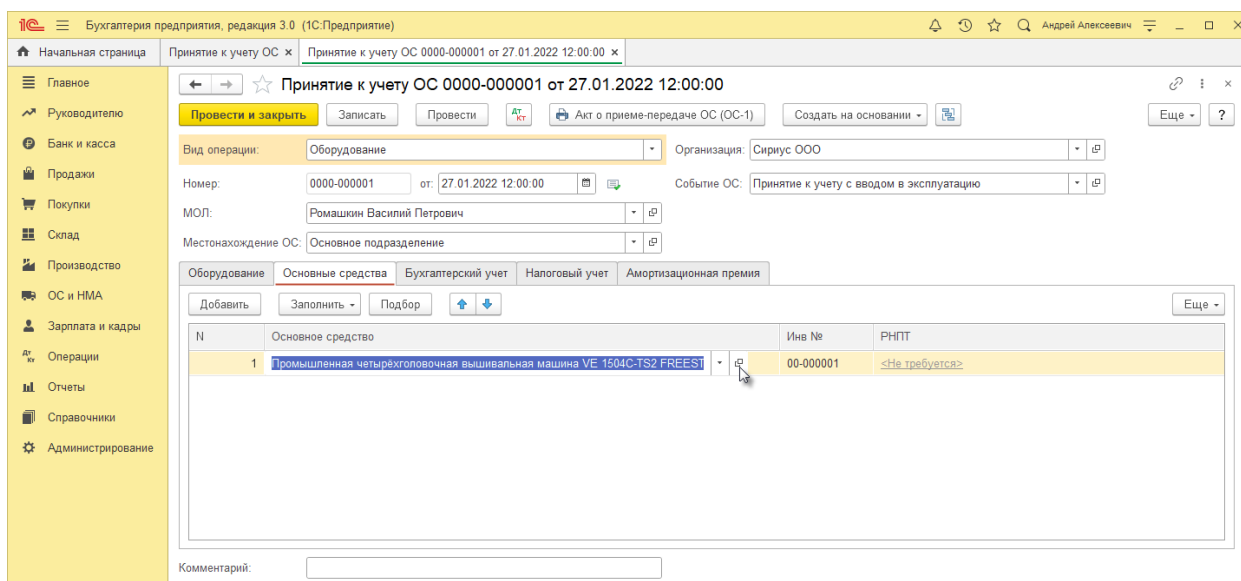 1С Бухгалтерия предприятия, редакция 3.0 (1С:Предприятие) Андрей Алексеевич
Начальная страница Принятие к учету ОС × Принятие к учету ОС 0000-000001 от 27.01.2022 12:00:00 ×
Главное
Руководителю
Банк и касса
Продажи
Покупки
Склад
Производство
ОС и НМА
Зарплата и кадры
Операции
Отчеты
Справочники
Администрирование
Принятие к учету ОС 0000-000001 от 27.01.2022 12:00:00
Провести и закрыть Записать Провести Дт Кт Акт о приеме-передаче ОС (ОС-1) Создать на основании Еще ?
Вид операции: Оборудование Организация: Сириус ООО
Номер: 0000-000001 от: 27.01.2022 12:00:00 Событие ОС: Принятие к учету с вводом в эксплуатацию
МОЛ: Ромашкин Василий Петрович
Местонахождение ОС: Основное подразделение
Оборудование Основные средства Бухгалтерский учет Налоговый учет Амортизационная премия
Добавить Заполнить Подбор Еще
N Основное средство Инв № РНПТ
1 Промышленная четырёхголовочная вышивальная машина VE 1504C-TS2 FREEST 00-000001 <Не требуется>
Комментарий: